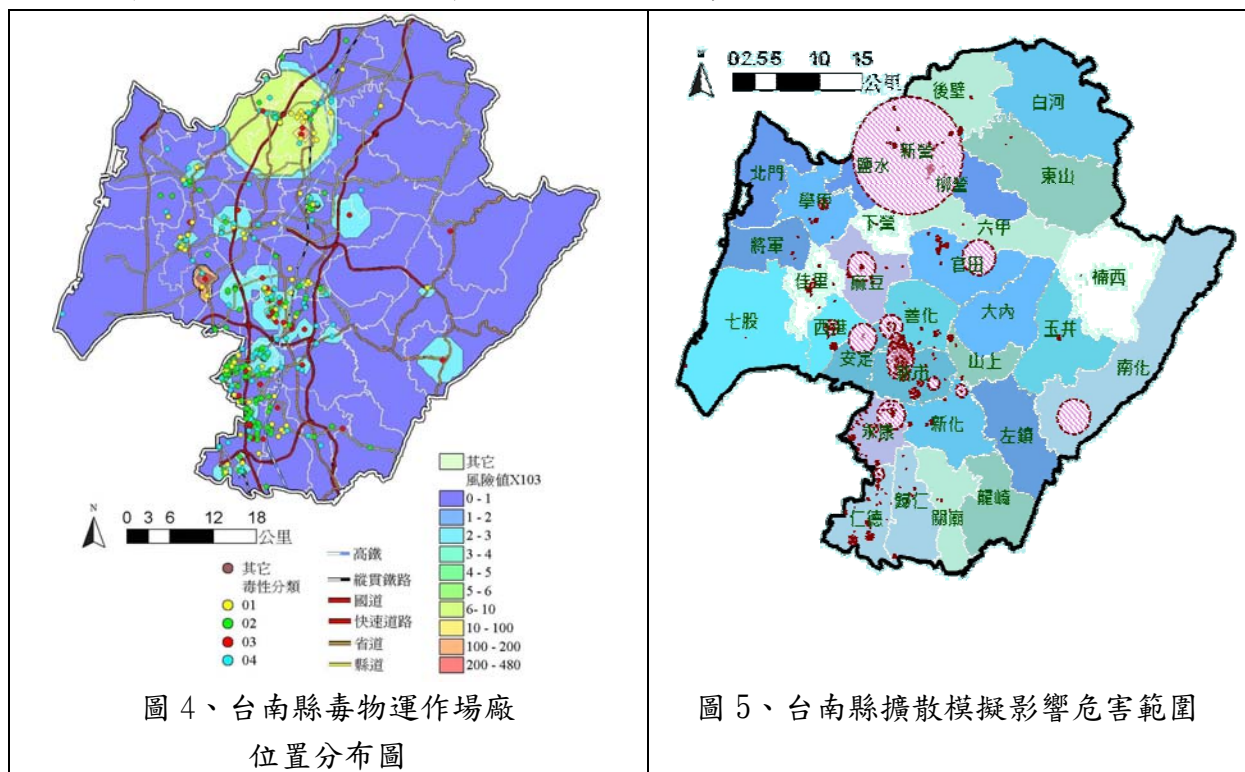 N
0 3 6 12 18
公里
其它
毒性分類
01
02
03
04
高鐵
縱貫鐵路
國道
快速道路
省道
縣道
其它
風險值X103
0 - 1
1 - 2
2 - 3
3 - 4
4 - 5
5 - 6
6- 10
10 - 100
100 - 200
200 - 480
圖 4、台南縣毒物運作場廠
位置分布圖
02.55 10 15
公里
後壁
白河
新營
鹽水
柳營
東山
北門
學甲
下營
六甲
將軍
佳里
麻豆
官田
楠西
七股
西港
善化
大內
玉井
安定
山上
南化
新市
永康
新化
左鎮
仁德
歸仁
關廟
龍崎
圖 5、台南縣擴散模擬影響危害範圍